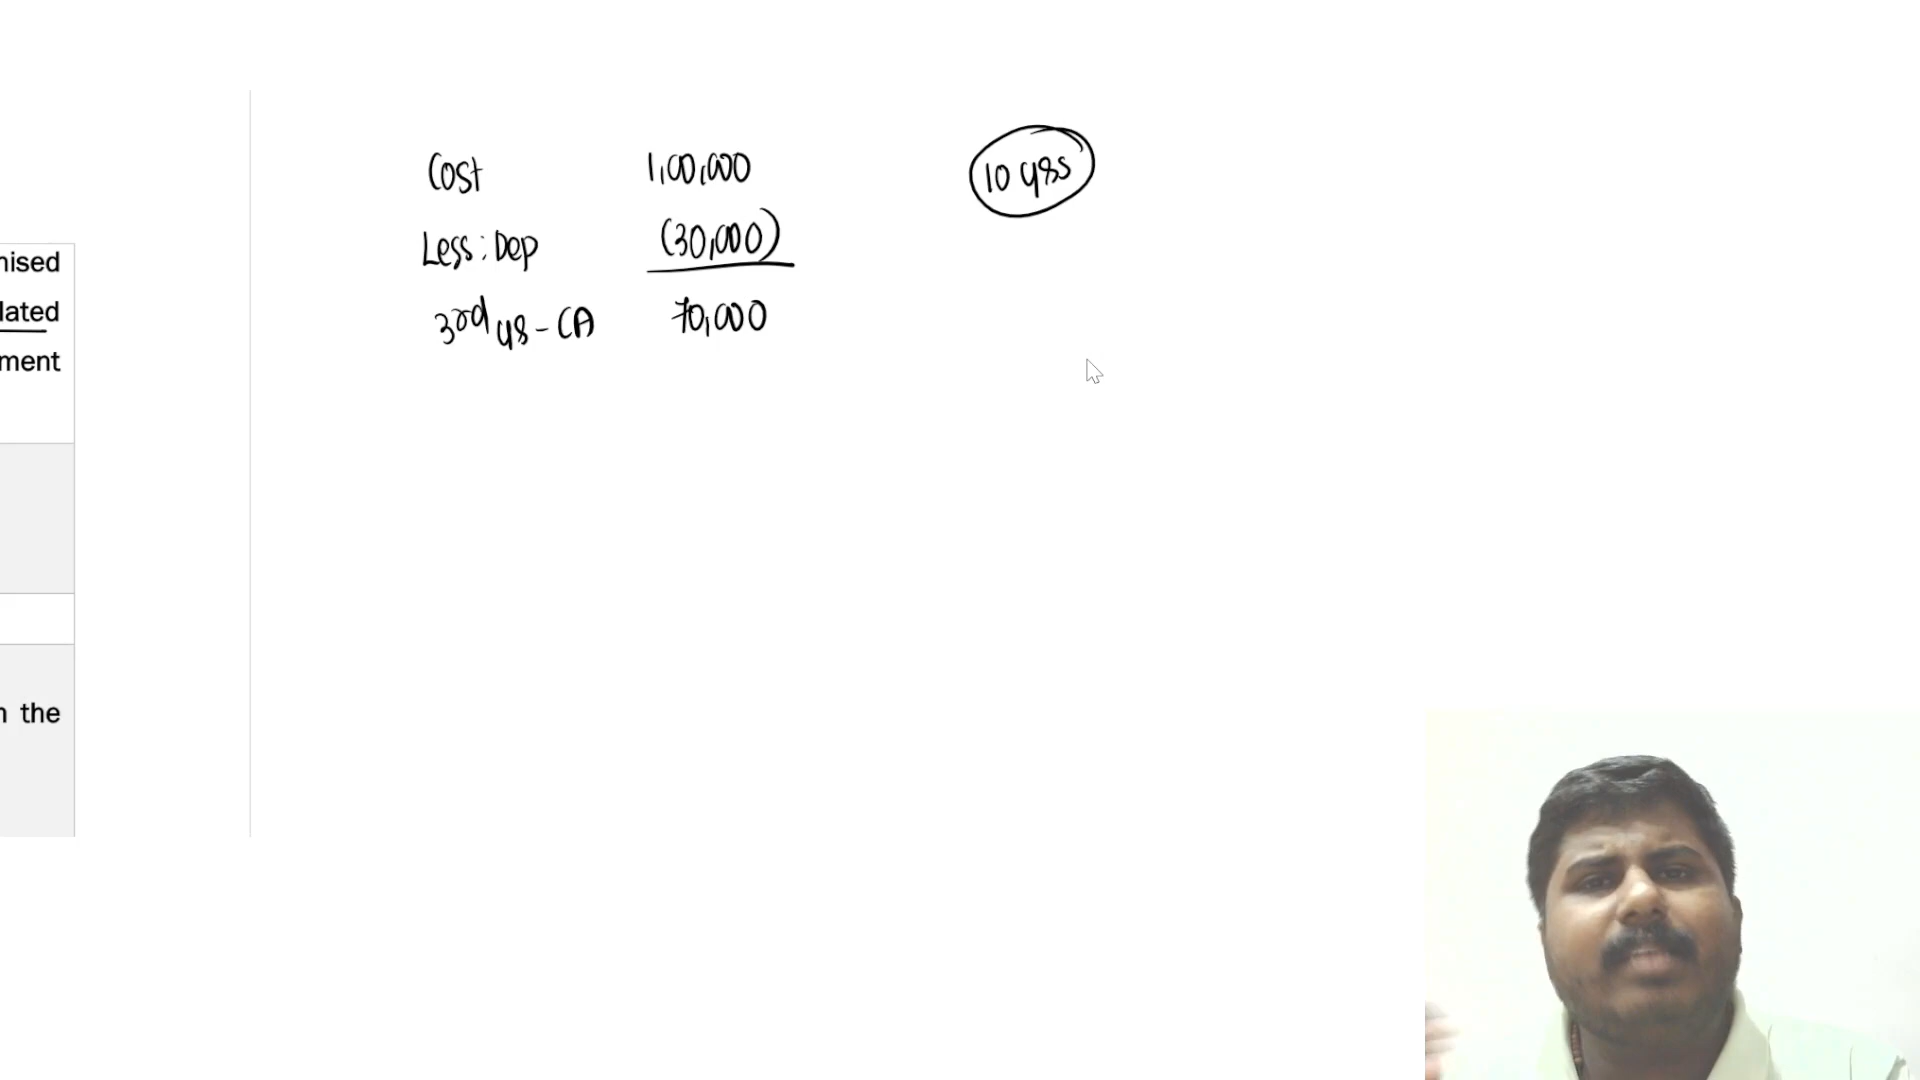 Cost 1,00,000 10 yrs
nised
Less: Dep (30,000)
lated
3rd yr - CA 70,000
ment
the